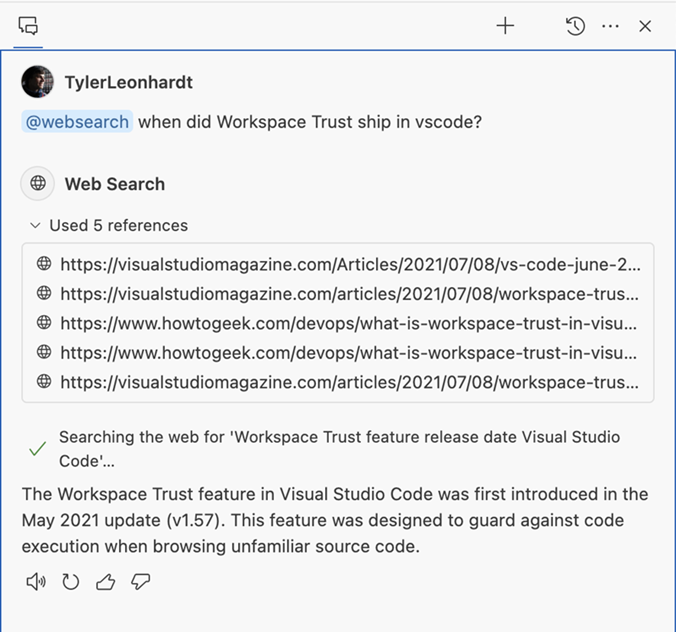 TylerLeonhardt
@websearch when did Workspace Trust ship in vscode?
Web Search
Used 5 references
https://visualstudiomagazine.com/Articles/2021/07/08/vs-code-june-2...
https://visualstudiomagazine.com/articles/2021/07/08/workspace-trus...
https://www.howtogeek.com/devops/what-is-workspace-trust-in-visu...
https://www.howtogeek.com/devops/what-is-workspace-trust-in-visu...
https://visualstudiomagazine.com/articles/2021/07/08/workspace-trus...
Searching the web for 'Workspace Trust feature release date Visual Studio
Code'...
The Workspace Trust feature in Visual Studio Code was first introduced in the
May 2021 update (v1.57). This feature was designed to guard against code
execution when browsing unfamiliar source code.